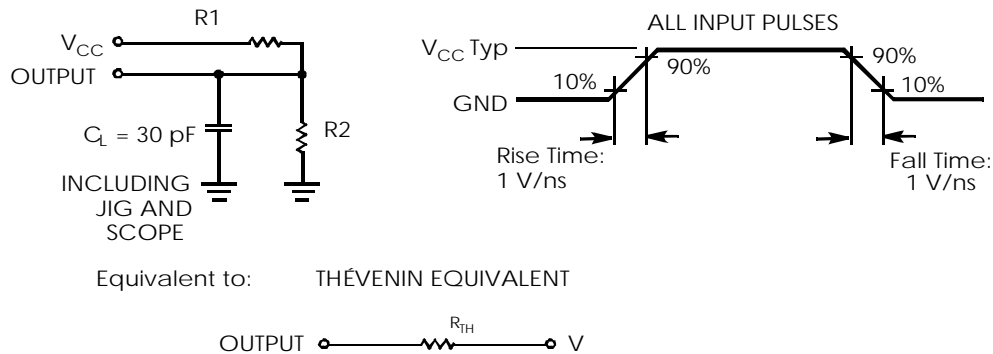 R1
VCC
OUTPUT
CL = 30 pF
R2
INCLUDING
JIG AND
SCOPE
ALL INPUT PULSES
VCC Typ
GND
10%
90%
90%
10%
Rise Time:
1 V/ns
Fall Time:
1 V/ns
Equivalent to: THÉVENIN EQUIVALENT
OUTPUT RTH V